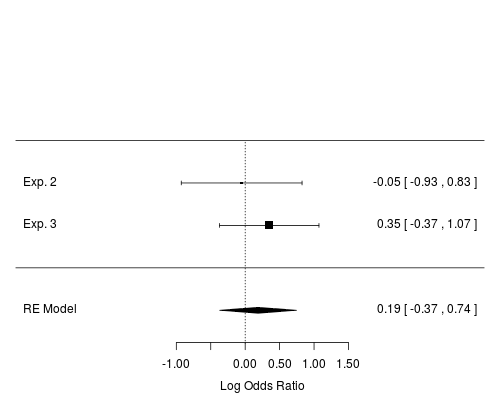 Exp. 2 -0.05 [ -0.93 , 0.83 ]
Exp. 3 0.35 [ -0.37 , 1.07 ]
RE Model 0.19 [ -0.37 , 0.74 ]
-1.00 0.00 0.50 1.00 1.50
Log Odds Ratio